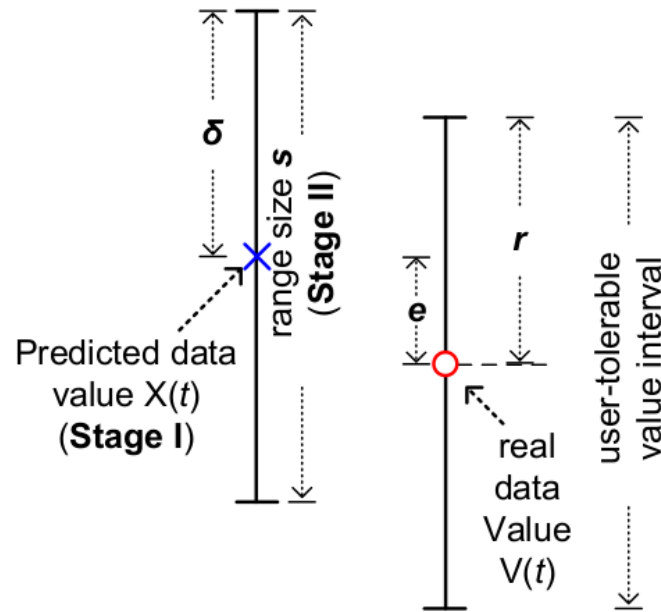 δ
range size s
(Stage II)
Predicted data
value X(t)
(Stage I)
r
e
real
data
Value
V(t)
user-tolerable
value interval